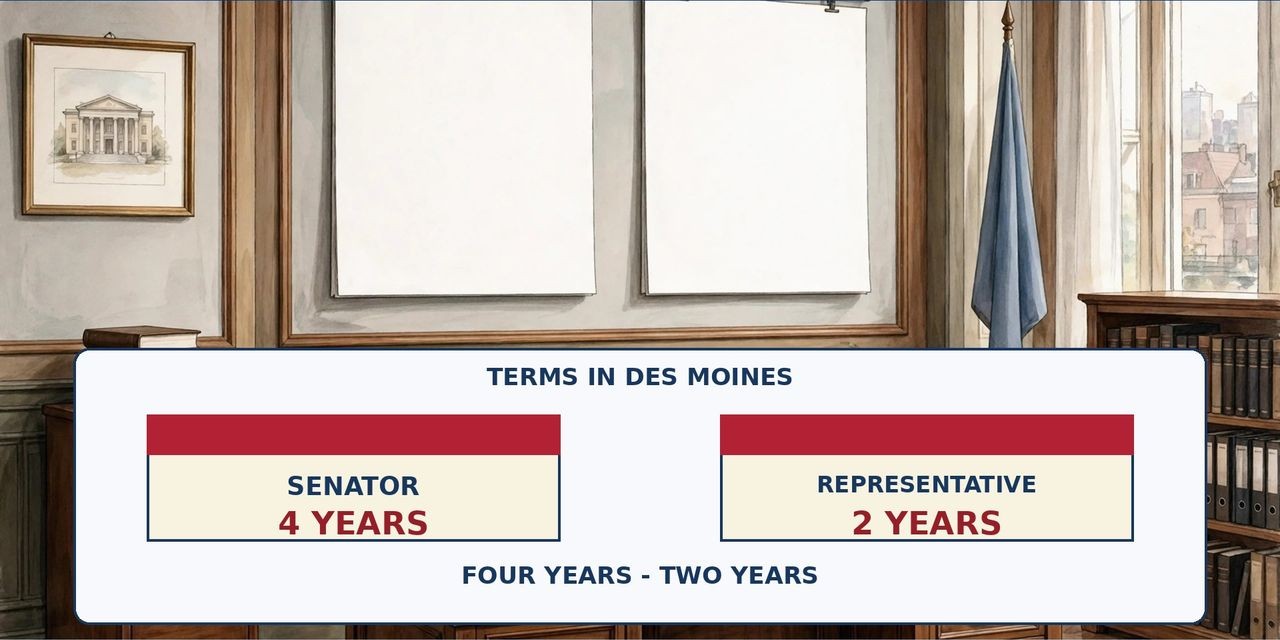 TERMS IN DES MOINES
SENATOR
4 YEARS
REPRESENTATIVE
2 YEARS
FOUR YEARS - TWO YEARS